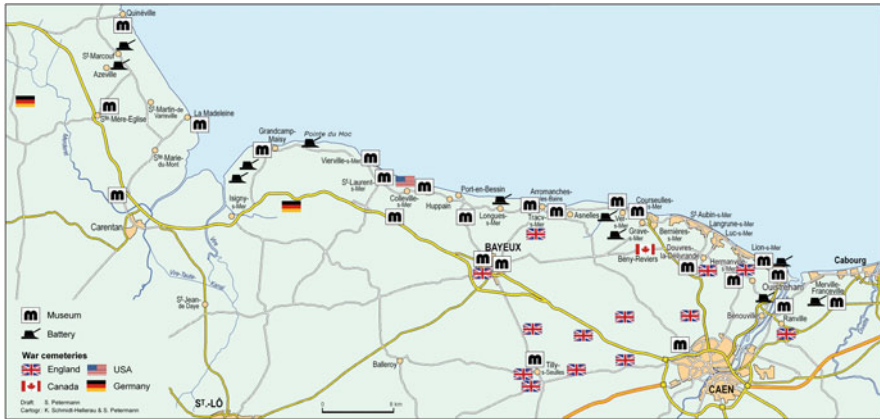 Quinéville
St-Marcouf
Azeville
St-Martin-de
Varreville
La Madeleine
Ste-Mère-Eglise
Ste-Marie-
du-Mont
Carentan
Grandcamp-
Maisy
Pointe du Hoc
Isigny-
s-Mer
Vierville-s-Mer
St-Laurent-
s-Mer
Colleville-
s-Mer
Huppain
Port-en-Bessin
Longues-
s-Mer
Arromanches-
les-Bains
Tracy-
s-Mer
Asnelles
Ver-
s-Mer
Courseulles-
s-Mer
Grave-
s-Mer
Bény-Reviers
Bernières-
s-Mer
St-Aubin-s-Mer
Langrune-
s-Mer
Luc-s-Mer
Douvres-
la-Délivrande
Hermanville-
s-Mer
Lion-s-Mer
Ouistreham
Cabourg
Merville-
Franceville
Bénouville
Ranville
BAYEUX
St-Jean-
de-Daye
Balleroy
Tilly-
s-Seulles
CAEN
ST-LÔ
Vire-Taute-
Kanal
Vire
Museum
Battery
War cemeteries
England
USA
Canada
Germany
Draft: S. Petermann
Cartogr.: K. Schmidt-Hellerau & S. Petermann
0 8 km